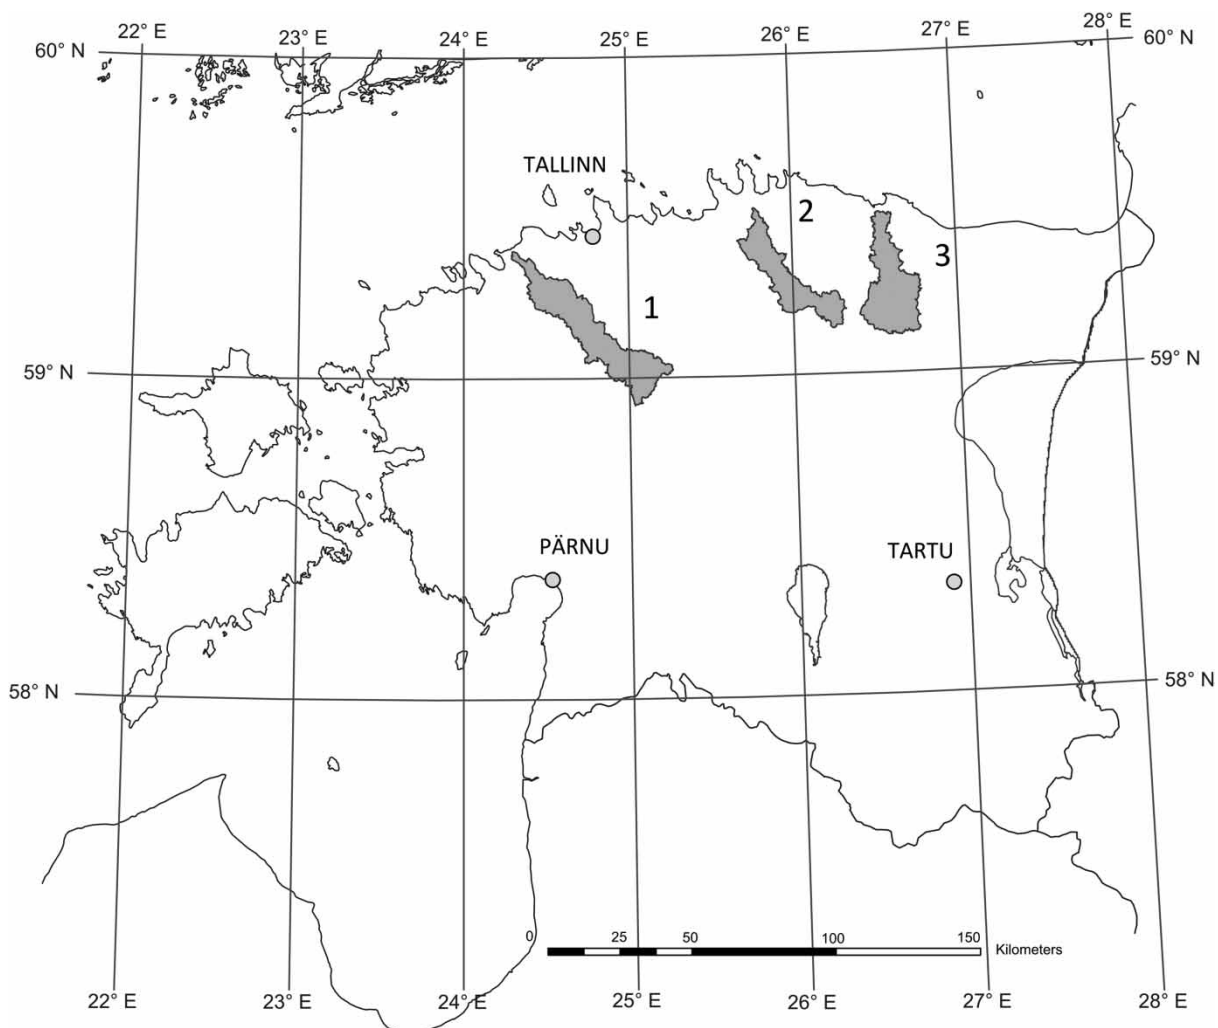 22° E 23° E 24° E 25° E 26° E 27° E 28° E
60° N 60° N
TALLINN
2
3
1
59° N 59° N
PÄRNU TARTU
58° N 58° N
0 25 50 100 150
Kilometers
22° E 23° E 24° E 25° E 26° E 27° E 28° E